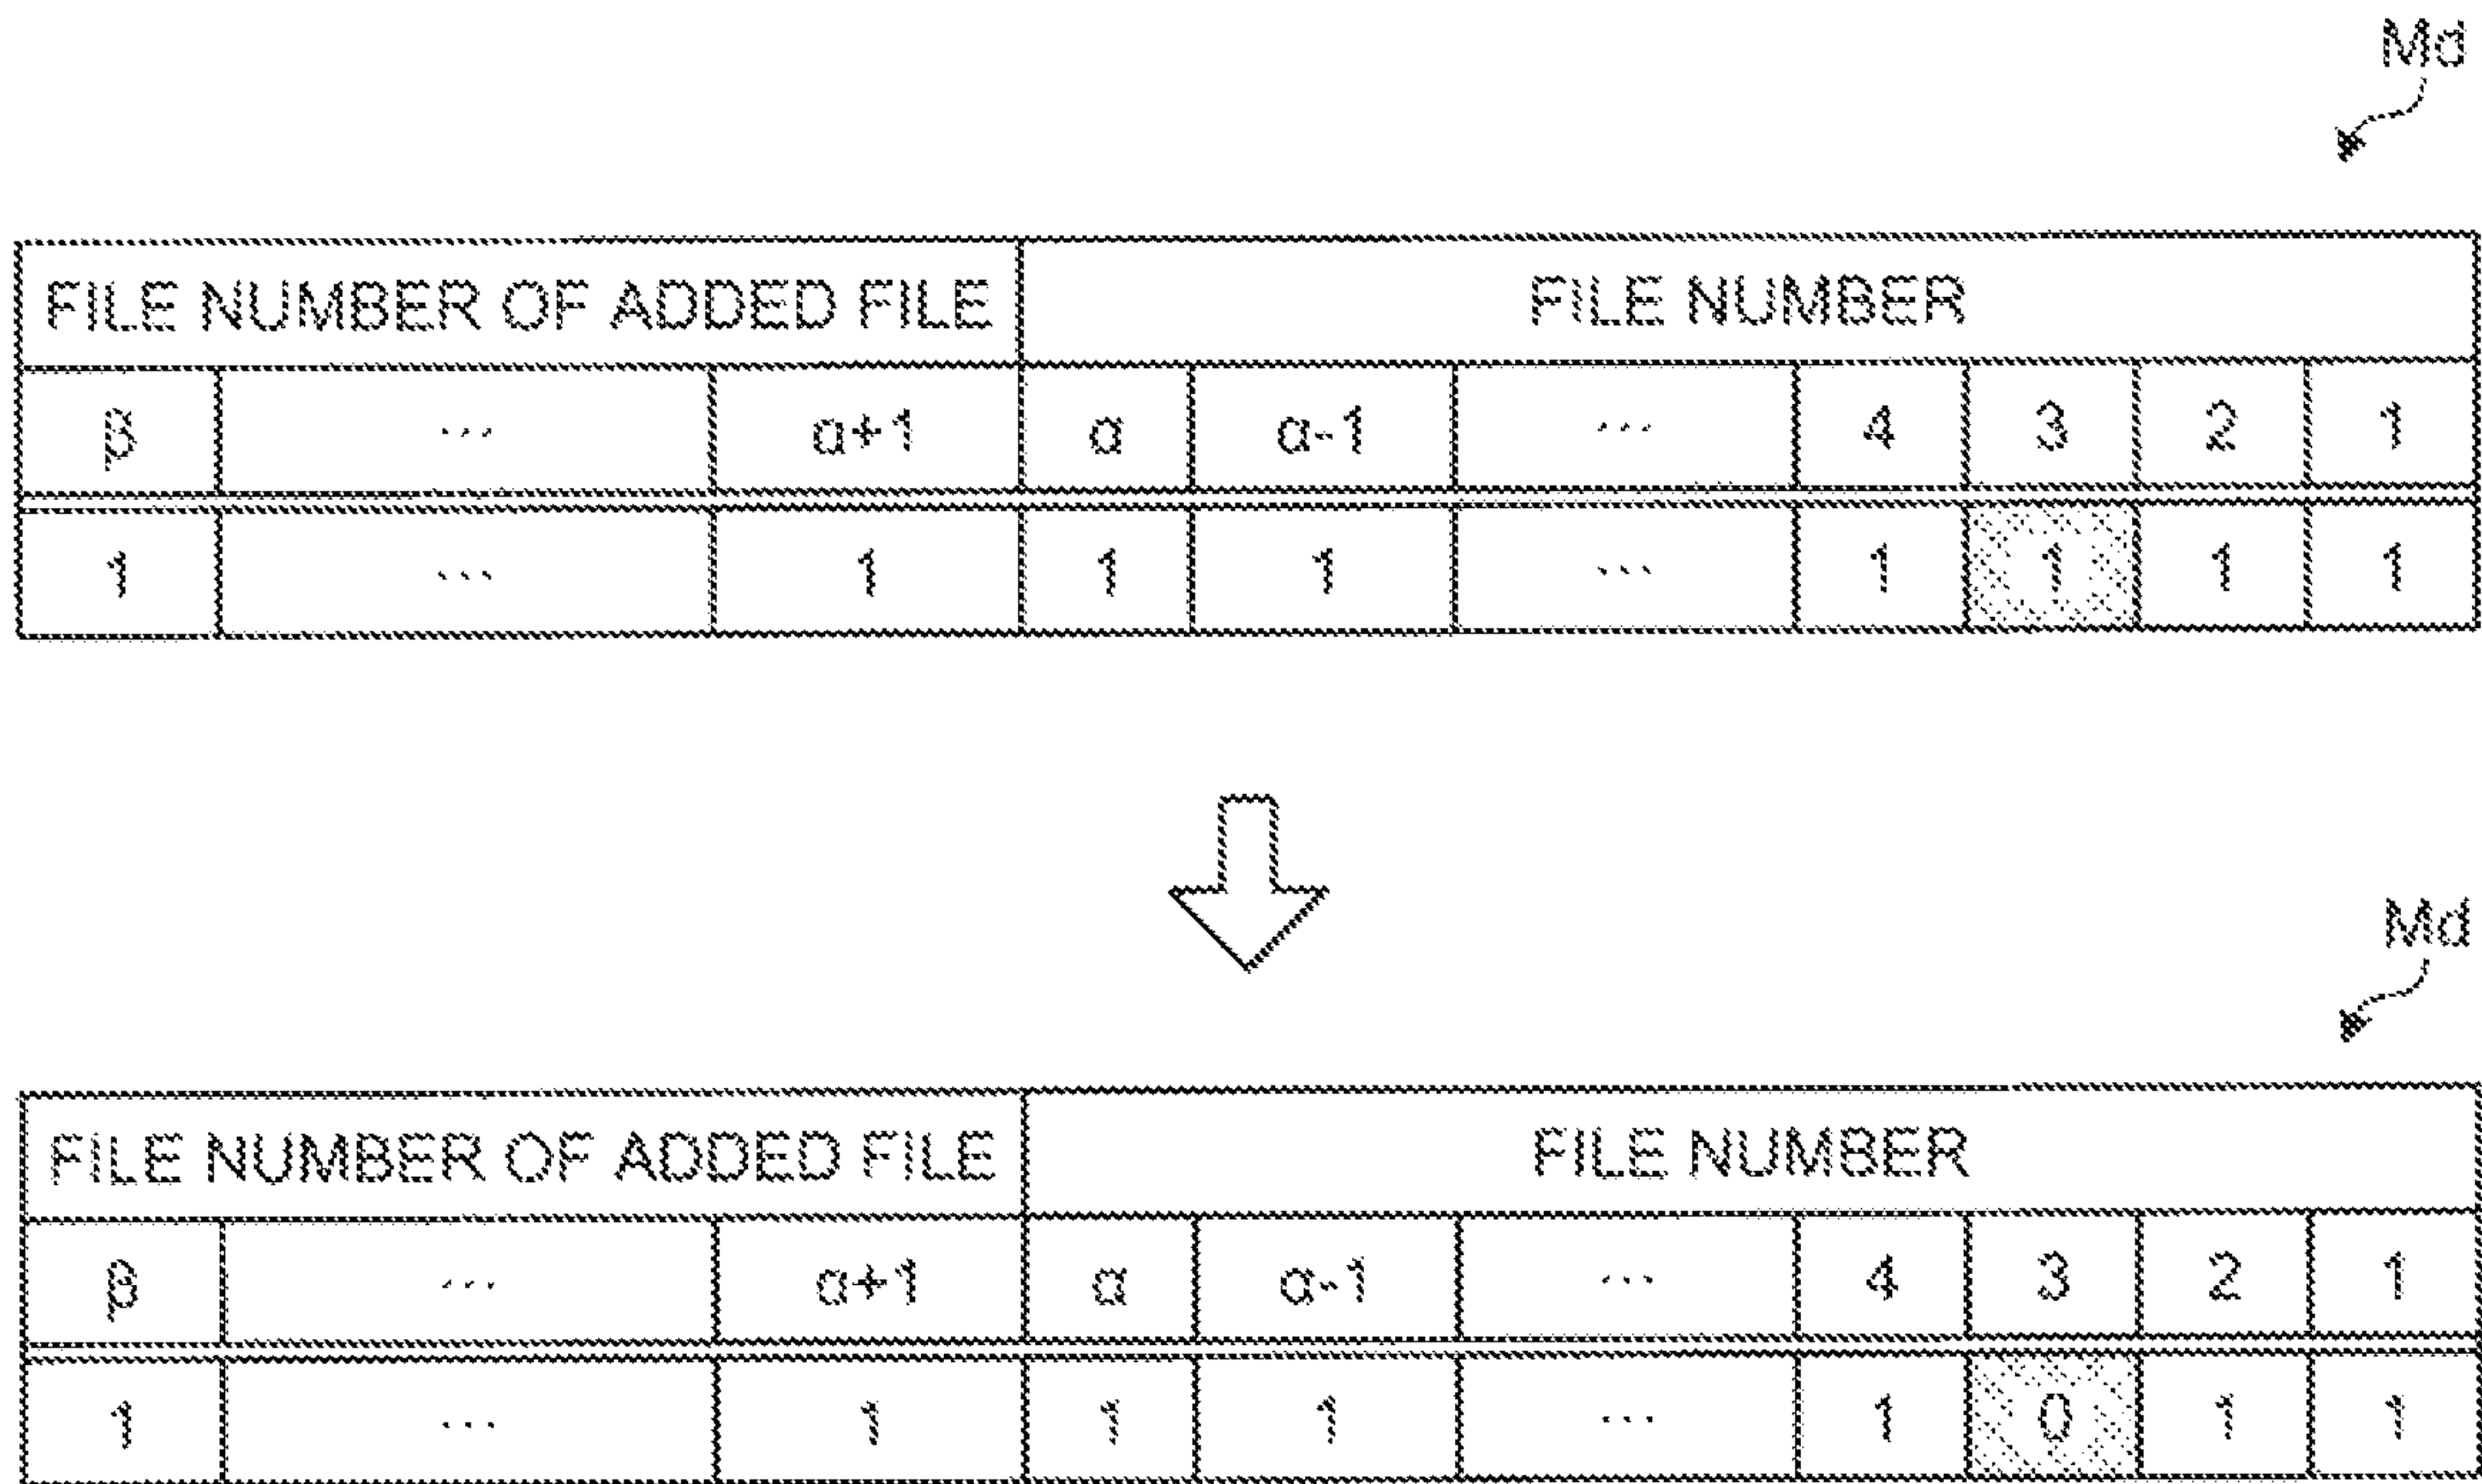 Md
FILE NUMBER OF ADDED FILE FILE NUMBER
β ... α+1 α α-1 ... 4 3 2 1
1 ... 1 1 1 ... 1 1 1 1
Md
FILE NUMBER OF ADDED FILE FILE NUMBER
β ... α+1 α α-1 ... 4 3 2 1
1 ... 1 1 1 ... 1 0 1 1